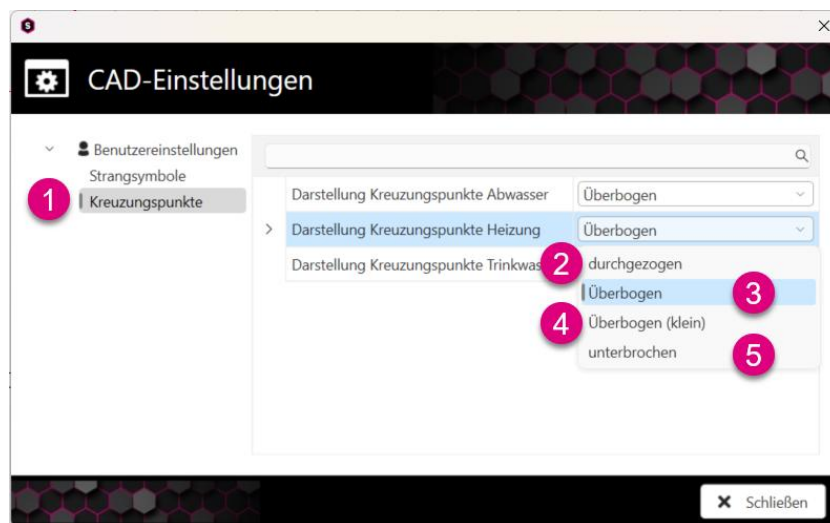 S
CAD-Einstellungen
Benutzereinstellungen
Strangsymbole
1 Kreuzungspunkte
Darstellung Kreuzungspunkte Abwasser Überbogen
Darstellung Kreuzungspunkte Heizung Überbogen
Darstellung Kreuzungspunkte Trinkwas 2 durchgezogen
Überbogen 3
4 Überbogen (klein)
unterbrochen 5
Schließen